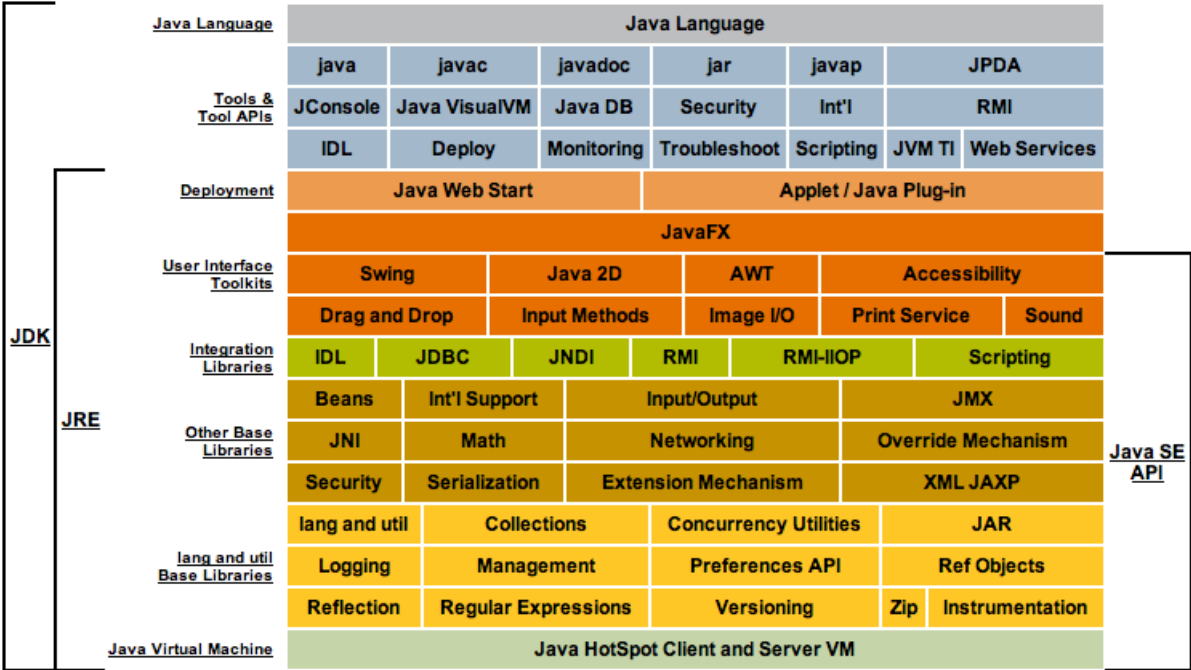 Java Language Java Language
java javac javadoc jar javap JPDA
Tools &
Tool APIs
JConsole Java VisualVM Java DB Security Int'l RMI
IDL Deploy Monitoring Troubleshoot Scripting JVM TI Web Services
Deployment Java Web Start Applet / Java Plug-in
JavaFX
User Interface
Toolkits
Swing Java 2D AWT Accessibility
Drag and Drop Input Methods Image I/O Print Service Sound
JDK
Integration
Libraries
IDL JDBC JNDI RMI RMI-IIOP Scripting
Beans Int'l Support Input/Output JMX
JRE
Other Base
Libraries
JNI Math Networking Override Mechanism
Java SE
API
Security Serialization Extension Mechanism XML JAXP
lang and util Collections Concurrency Utilities JAR
lang and util
Base Libraries
Logging Management Preferences API Ref Objects
Reflection Regular Expressions Versioning Zip Instrumentation
Java Virtual Machine Java HotSpot Client and Server VM